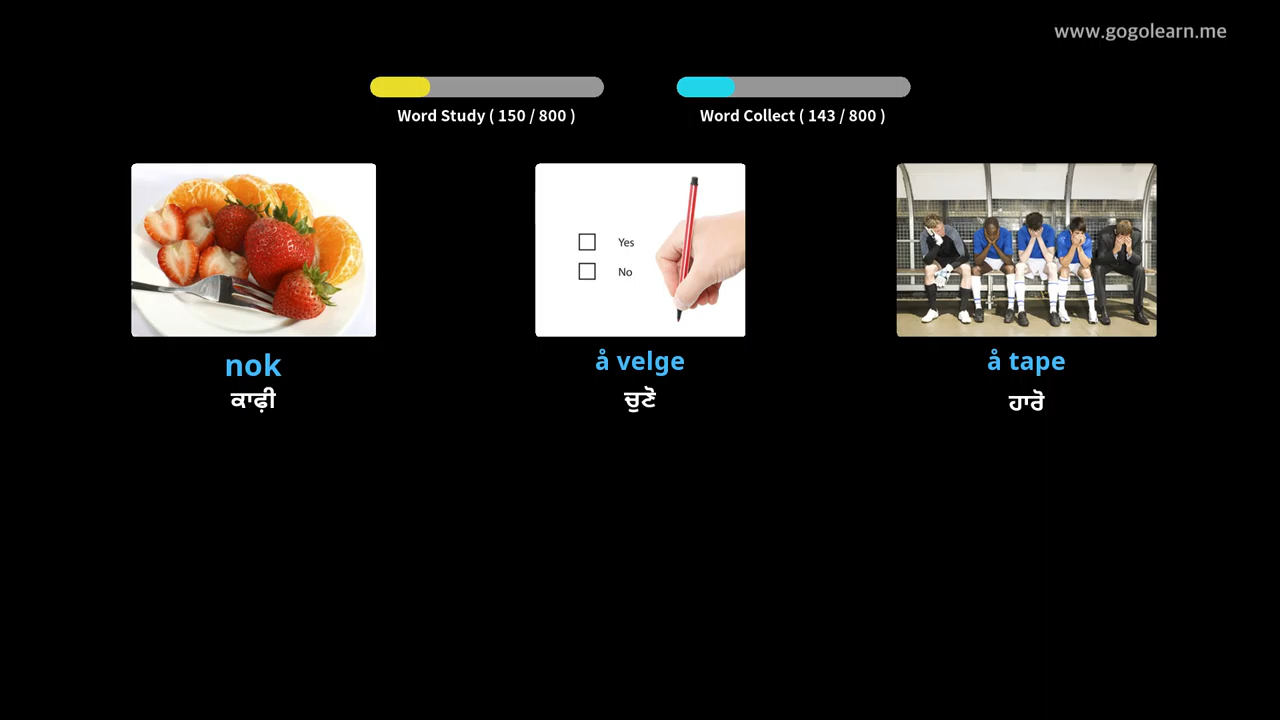 www.gogolearn.me
Word Study ( 150 / 800 )
Word Collect ( 143 / 800 )
Yes
No
nok
å velge
å tape
ਕਾਫ਼ੀ
ਚੁਣੋ
ਹਾਰੋ